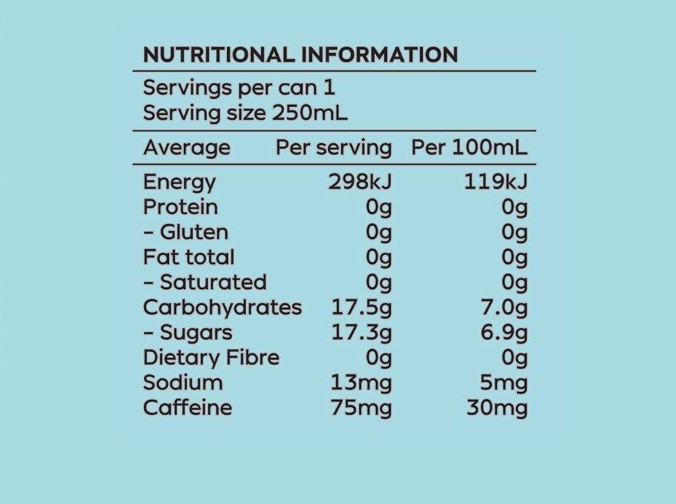 NUTRITIONAL INFORMATION
Servings per can 1
Serving size 250mL
Average Per serving Per 100mL
Energy 298kJ 119kJ
Protein 0g 0g
- Gluten 0g 0g
Fat total 0g 0g
- Saturated 0g 0g
Carbohydrates 17.5g 7.0g
- Sugars 17.3g 6.9g
Dietary Fibre 0g 0g
Sodium 13mg 5mg
Caffeine 75mg 30mg